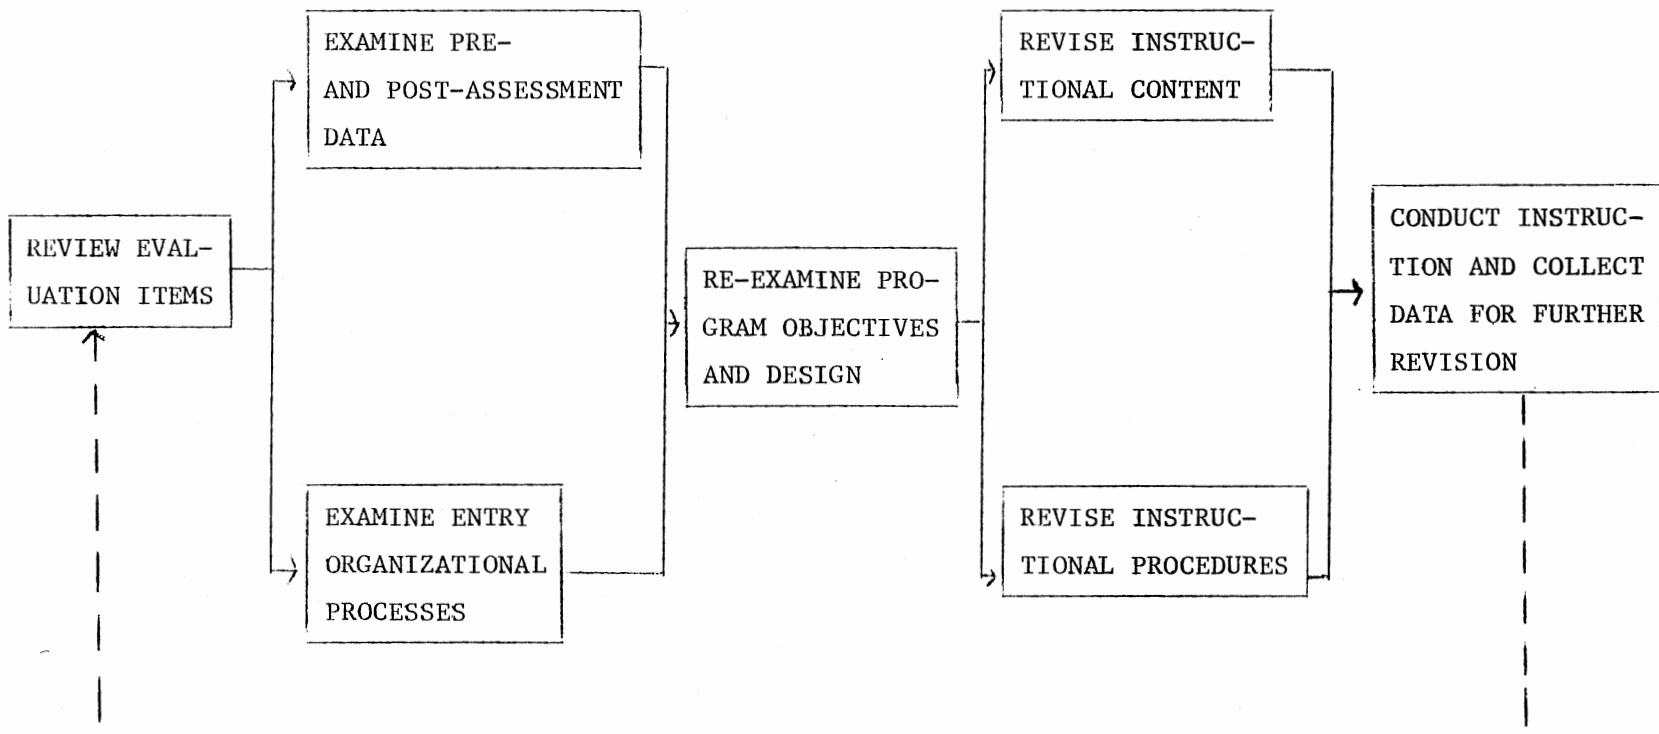 EXAMINE PRE-
AND POST-ASSESSMENT
DATA
REVISE INSTRUC-
TIONAL CONTENT
REVIEW EVAL-
UATION ITEMS
RE-EXAMINE PRO-
GRAM OBJECTIVES
AND DESIGN
CONDUCT INSTRUC-
TION AND COLLECT
DATA FOR FURTHER
REVISION
EXAMINE ENTRY
ORGANIZATIONAL
PROCESSES
REVISE INSTRUC-
TIONAL PROCEDURES